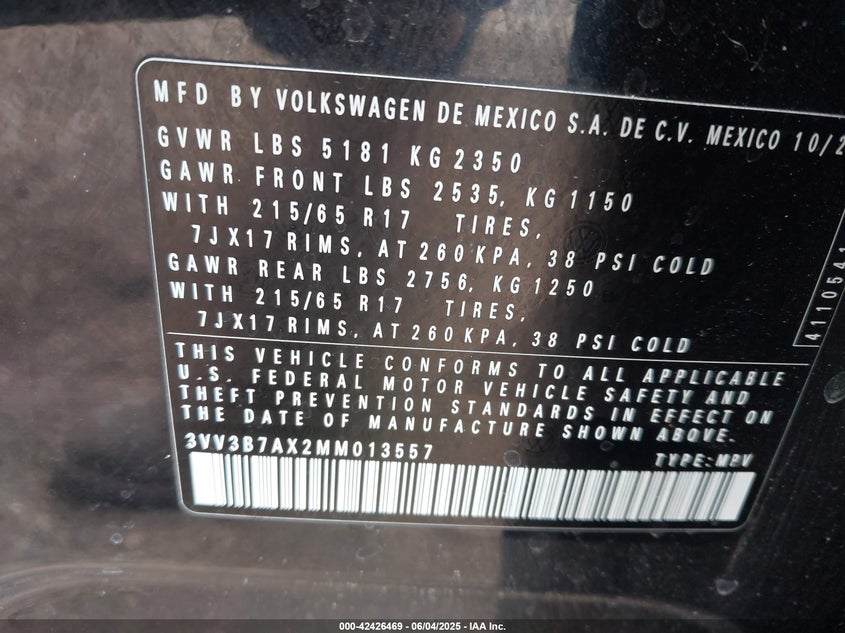 MFD BY VOLKSWAGEN DE MEXICO S.A. DE C.V. MEXICO 10/2
GVWR LBS 5181 KG 2350
GAWR FRONT LBS 2535, KG 1150
WITH 215/65 R17 TIRES,
7JX17 RIMS, AT 260 KPA, 38 PSI COLD
GAWR REAR LBS 2756, KG 1250
WITH 215/65 R17 TIRES,
7JX17 RIMS, AT 260 KPA, 38 PSI COLD
THIS VEHICLE CONFORMS TO ALL APPLICABLE
U.S. FEDERAL MOTOR VEHICLE SAFETY AND
THEFT PREVENTION STANDARDS IN EFFECT ON
THE DATE OF MANUFACTURE SHOWN ABOVE.
3VV3B7AX2MM013557 TYPE:MPV
4110541
000-42426469 - 06/04/2025 - IAA Inc.